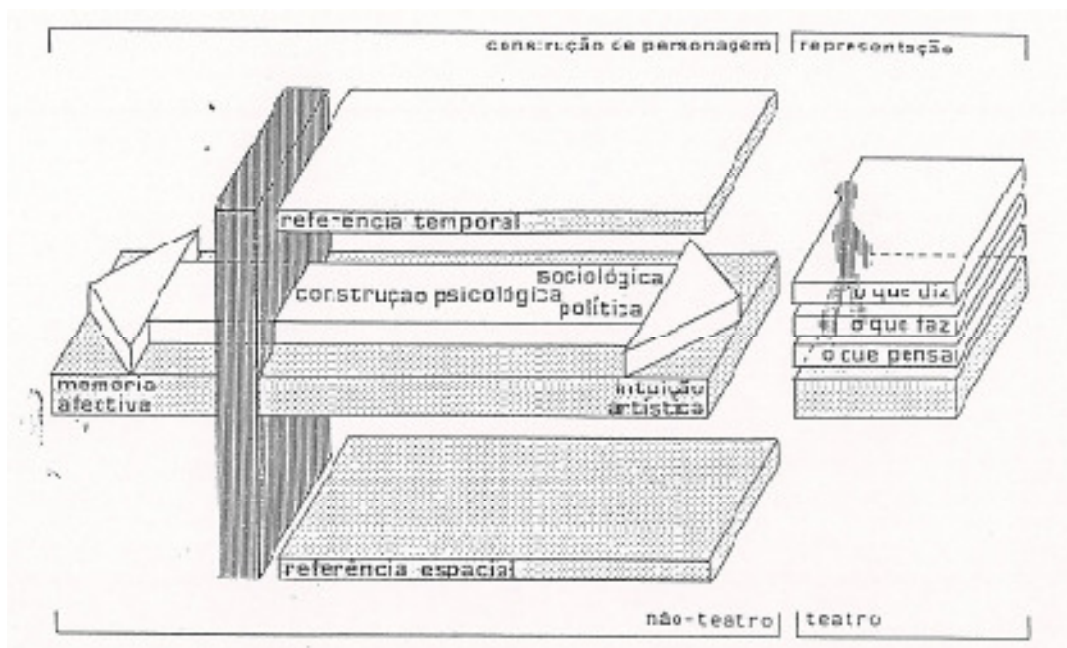 construção de personagem
representação
referência temporal
sociológica
construção psicológica
política
o que diz
o que faz
o que pensa
memória
afectiva
intuição
artística
referência espacial
não-teatro
teatro